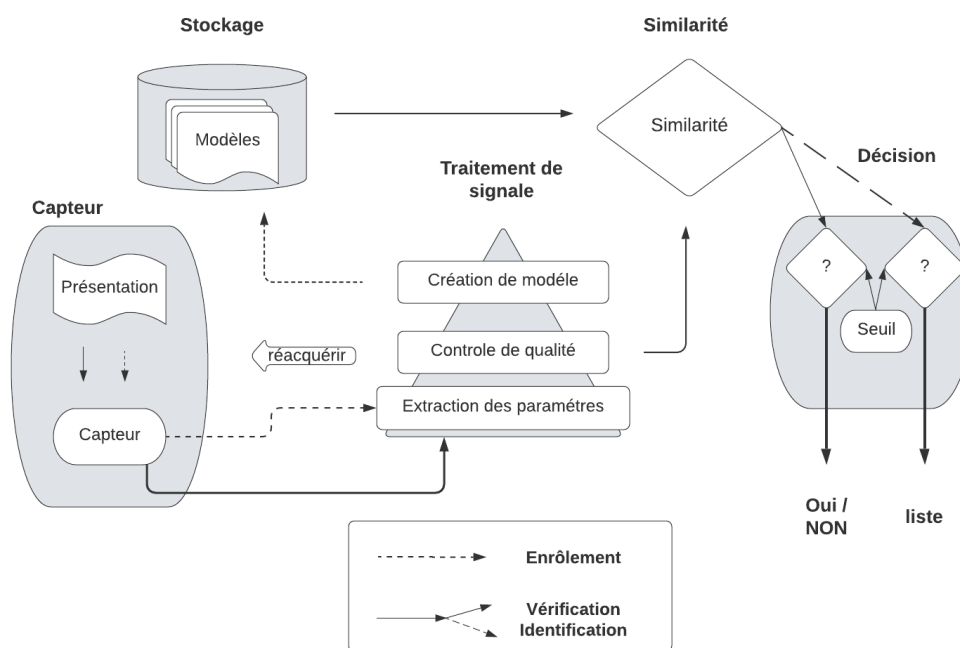 Stockage
Similarité
Modèles
Similarité
Traitement de
signale
Décision
Capteur
Présentation
Création de modéle
?
?
Seuil
Controle de qualité
réacquérir
Extraction des paramétres
Capteur
Oui /
NON
liste
Enrôlement
Vérification
Identification